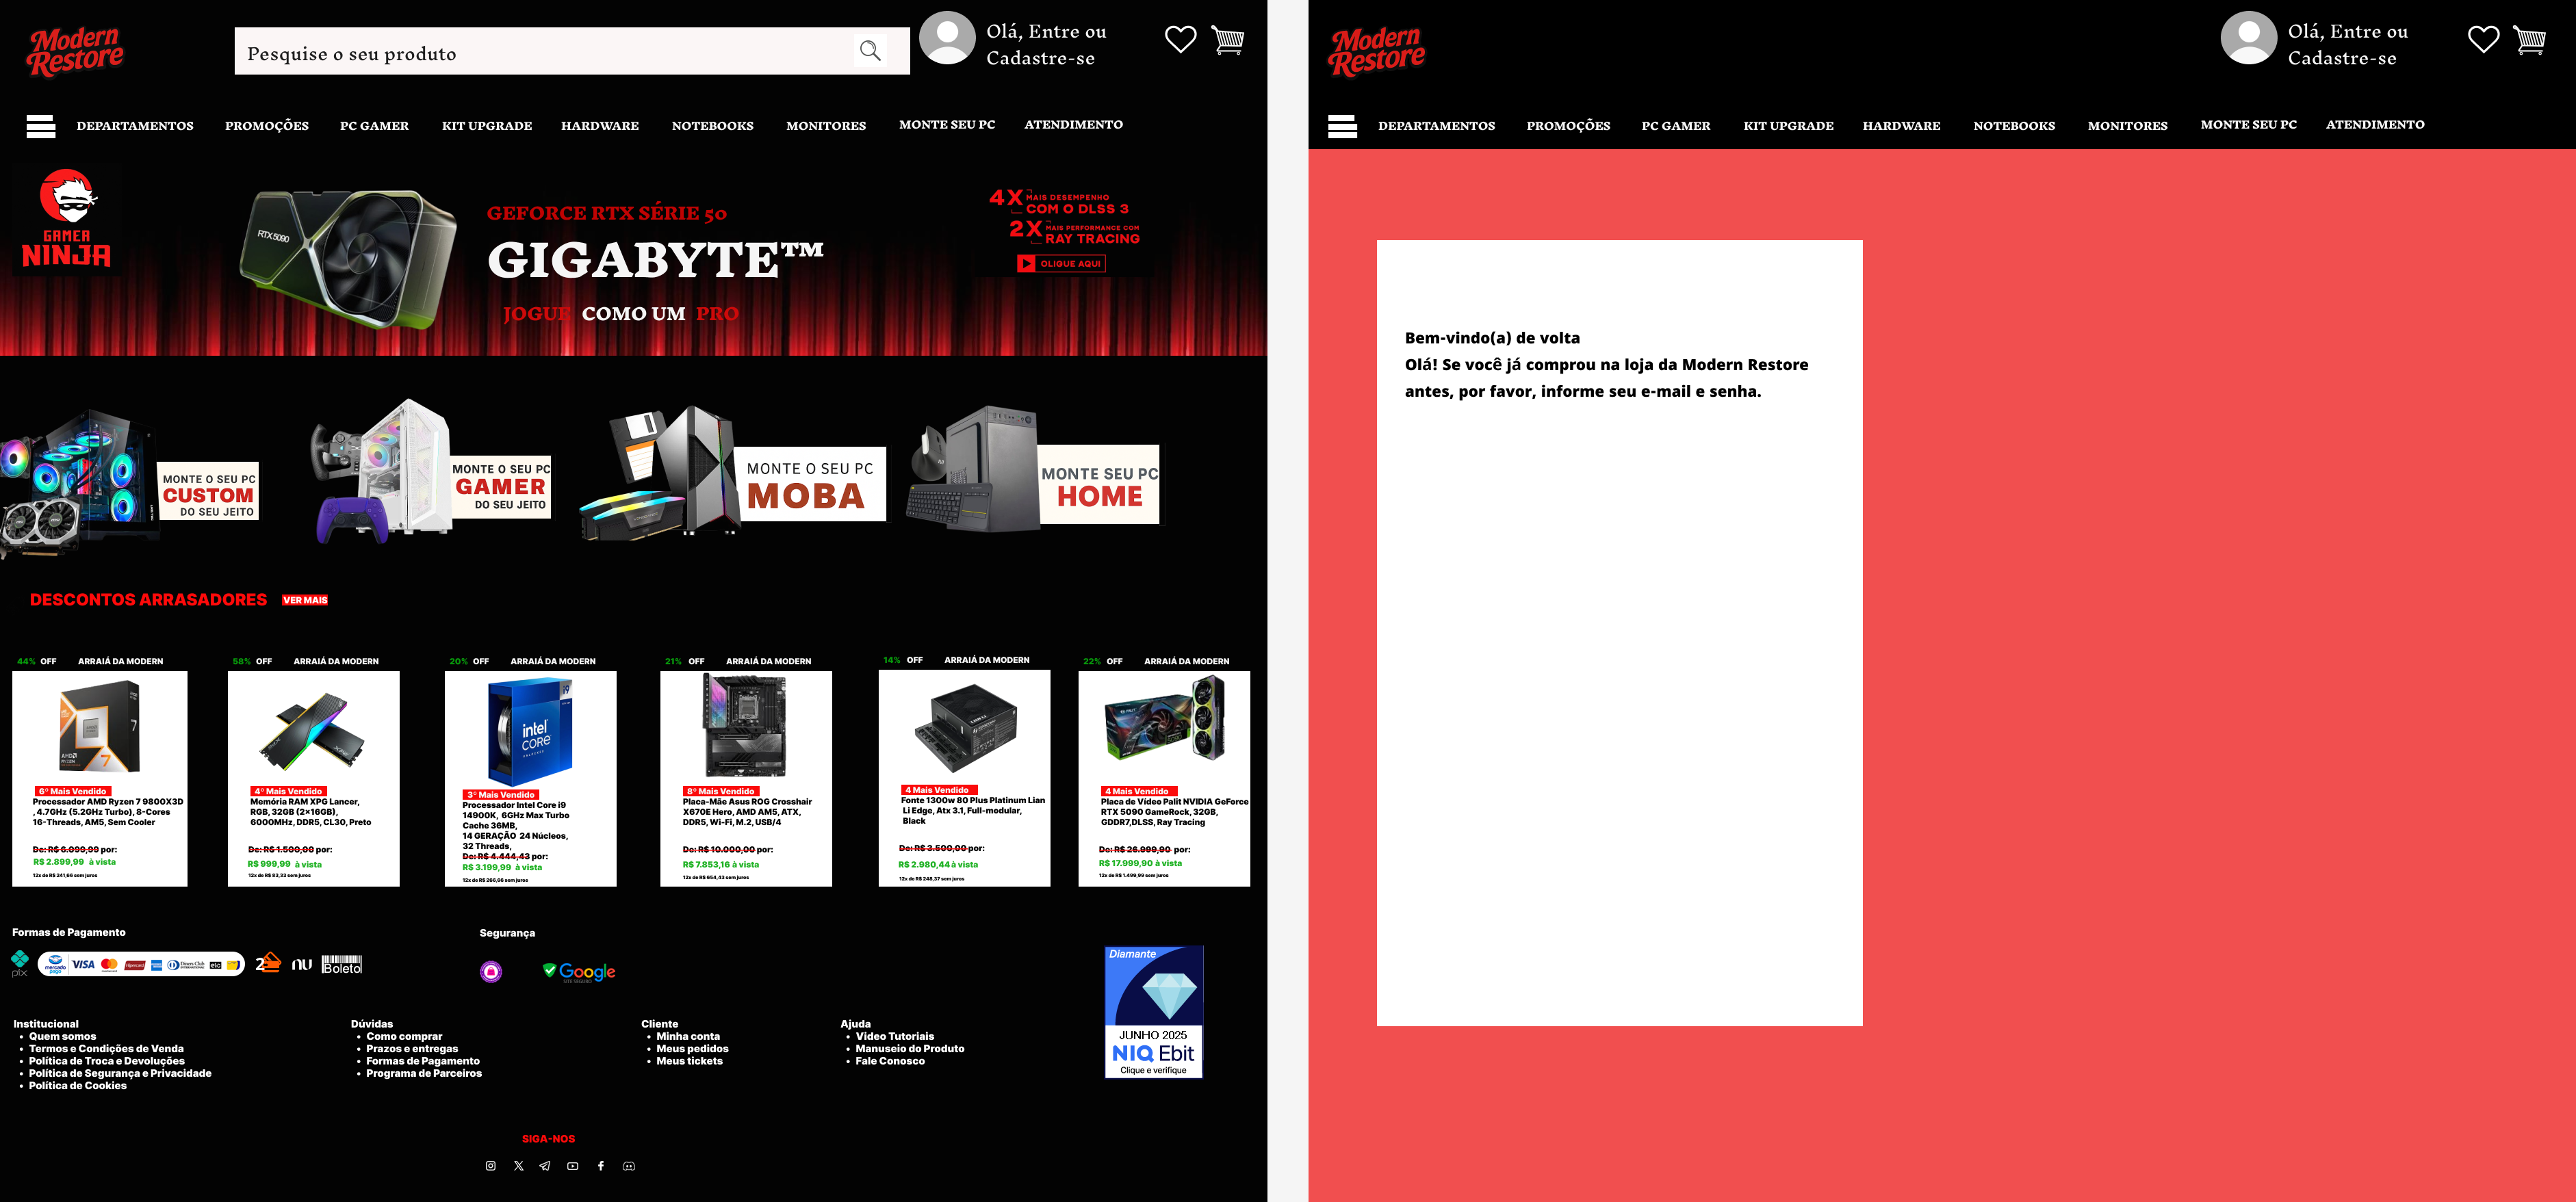 Modern
Restore
Pesquise o seu produto
Olá, Entre ou
Cadastre-se
DEPARTAMENTOS
PROMOÇÕES
PC GAMER
KIT UPGRADE
HARDWARE
NOTEBOOKS
MONITORES
MONTE SEU PC
ATENDIMENTO
GAMER
NINJA
RTX 5090
GEFORCE RTX SÉRIE 50
GIGABYTE™
JOGUE COMO UM PRO
4X MAIS DESEMPENHO
COM O DLSS 3
2X MAIS PERFORMANCE COM
RAY TRACING
OLIQUE AQUI
MONTE O SEU PC
CUSTOM
DO SEU JEITO
MONTE O SEU PC
GAMER
DO SEU JEITO
MONTE O SEU PC
MOBA
MONTE SEU PC
HOME
DESCONTOS ARRASADORES VER MAIS
44% OFF ARRAIÁ DA MODERN
AMD
RYZEN
7
7
6º Mais Vendido
Processador AMD Ryzen 7 9800X3D
, 4.7GHz (5.2GHz Turbo), 8-Cores
16-Threads, AM5, Sem Cooler
De: R$ 6.099,99 por:
R$ 2.899,99 à vista
12x de R$ 241,66 sem juros
58% OFF ARRAIÁ DA MODERN
4º Mais Vendido
Memória RAM XPG Lancer,
RGB, 32GB (2x16GB),
6000MHz, DDR5, CL30, Preto
De: R$ 1.500,00 por:
R$ 999,99 à vista
12x de R$ 83,33 sem juros
20% OFF ARRAIÁ DA MODERN
i9
intel
CORE
3º Mais Vendido
Processador Intel Core i9
14900K, 6GHz Max Turbo
Cache 36MB,
14 GERAÇÃO 24 Núcleos,
32 Threads,
De: R$ 4.444,43 por:
R$ 3.199,99 à vista
12x de R$ 266,66 sem juros
21% OFF ARRAIÁ DA MODERN
8º Mais Vendido
Placa-Mãe Asus ROG Crosshair
X670E Hero, AMD AM5, ATX,
DDR5, Wi-Fi, M.2, USB/4
De: R$ 10.000,00 por:
R$ 7.853,16 à vista
12x de R$ 654,43 sem juros
14% OFF ARRAIÁ DA MODERN
4 Mais Vendido
Fonte 1300w 80 Plus Platinum Lian
Li Edge, Atx 3.1, Full-modular,
Black
De: R$ 3.500,00 por:
R$ 2.980,44 à vista
12x de R$ 248,37 sem juros
22% OFF ARRAIÁ DA MODERN
4 Mais Vendido
Placa de Vídeo Palit NVIDIA GeForce
RTX 5090 GameRock, 32GB,
GDDR7,DLSS, Ray Tracing
De: R$ 26.999,90 por:
R$ 17.999,90 à vista
12x de R$ 1.499,99 sem juros
Formas de Pagamento
pix
mercado
pago
VISA
Diners Club
elo
nu
Boleto
Segurança
Google
Institucional
• Quem somos
• Termos e Condições de Venda
• Política de Troca e Devoluções
• Política de Segurança e Privacidade
• Política de Cookies
Dúvidas
• Como comprar
• Prazos e entregas
• Formas de Pagamento
• Programa de Parceiros
Cliente
• Minha conta
• Meus pedidos
• Meus tickets
Ajuda
• Vídeo Tutoriais
• Manuseio do Produto
• Fale Conosco
Diamante
JUNHO 2025
NIQ Ebit
Clique e verifique
SIGA-NOS
Modern
Restore
Olá, Entre ou
Cadastre-se
DEPARTAMENTOS
PROMOÇÕES
PC GAMER
KIT UPGRADE
HARDWARE
NOTEBOOKS
MONITORES
MONTE SEU PC
ATENDIMENTO
Bem-vindo(a) de volta
Olá! Se você já comprou na loja da Modern Restore
antes, por favor, informe seu e-mail e senha.